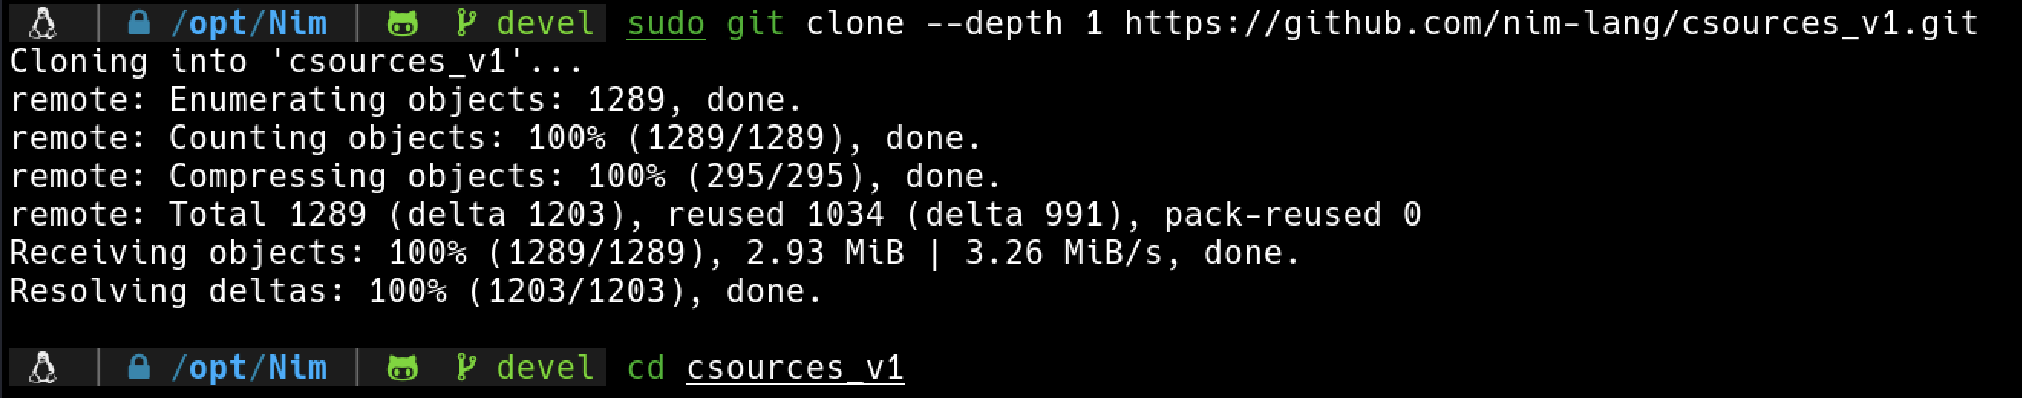 /opt/Nim | devel sudo git clone --depth 1 https://github.com/nim-lang/csources_v1.git
Cloning into 'csources_v1'...
remote: Enumerating objects: 1289, done.
remote: Counting objects: 100% (1289/1289), done.
remote: Compressing objects: 100% (295/295), done.
remote: Total 1289 (delta 1203), reused 1034 (delta 991), pack-reused 0
Receiving objects: 100% (1289/1289), 2.93 MiB | 3.26 MiB/s, done.
Resolving deltas: 100% (1203/1203), done.
/opt/Nim | devel cd csources_v1